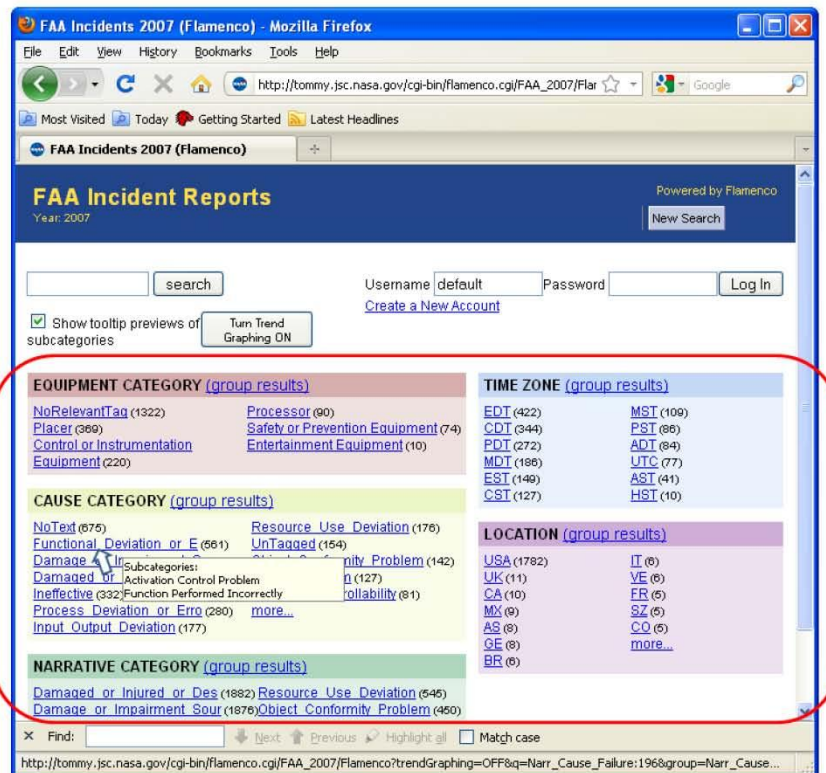 FAA Incidents 2007 (Flamenco) - Mozilla Firefox
File Edit View History Bookmarks Tools Help
http://tommy.jsc.nasa.gov/cgi-bin/flamenco.cgi/FAA_2007/Flar Google
Most Visited Today Getting Started Latest Headlines
FAA Incidents 2007 (Flamenco)
FAA Incident Reports
Year: 2007
Powered by Flamenco
New Search
search
Username default Password Log In
Create a New Account
Show tooltip previews of
subcategories
Turn Trend
Graphing ON
EQUIPMENT CATEGORY (group results)
NoRelevantTag (1322) Processor (90)
Placer (369) Safety or Prevention Equipment (74)
Control or Instrumentation Entertainment Equipment (10)
Equipment (220)
CAUSE CATEGORY (group results)
NoText (675) Resource Use Deviation (176)
Functional Deviation or E (561) UnTagged (154)
Damage (142)
Damaged or (127)
Ineffective (332) rollability (81)
Process Deviation or Erro (280) more...
Input Output Deviation (177)
Subcategories:
Activation Control Problem
Function Performed Incorrectly
NARRATIVE CATEGORY (group results)
Damaged or Injured or Des (1882) Resource Use Deviation (545)
Damage or Impairment Sour (1876) Object Conformity Problem (450)
TIME ZONE (group results)
EDT (422) MST (109)
CDT (344) PST (86)
PDT (272) ADT (84)
MDT (186) UTC (77)
EST (149) AST (41)
CST (127) HST (10)
LOCATION (group results)
USA (1782) IT (6)
UK (11) VE (6)
CA (10) FR (5)
MX (9) SZ (5)
AS (8) CO (5)
GE (8) more...
BR (6)
Find: Next Previous Highlight all Match case
http://tommy.jsc.nasa.gov/cgi-bin/flamenco.cgi/FAA_2007/Flamenco?trendGraphing=OFF&q=Narr_Cause_Failure:196&group=Narr_Cause...